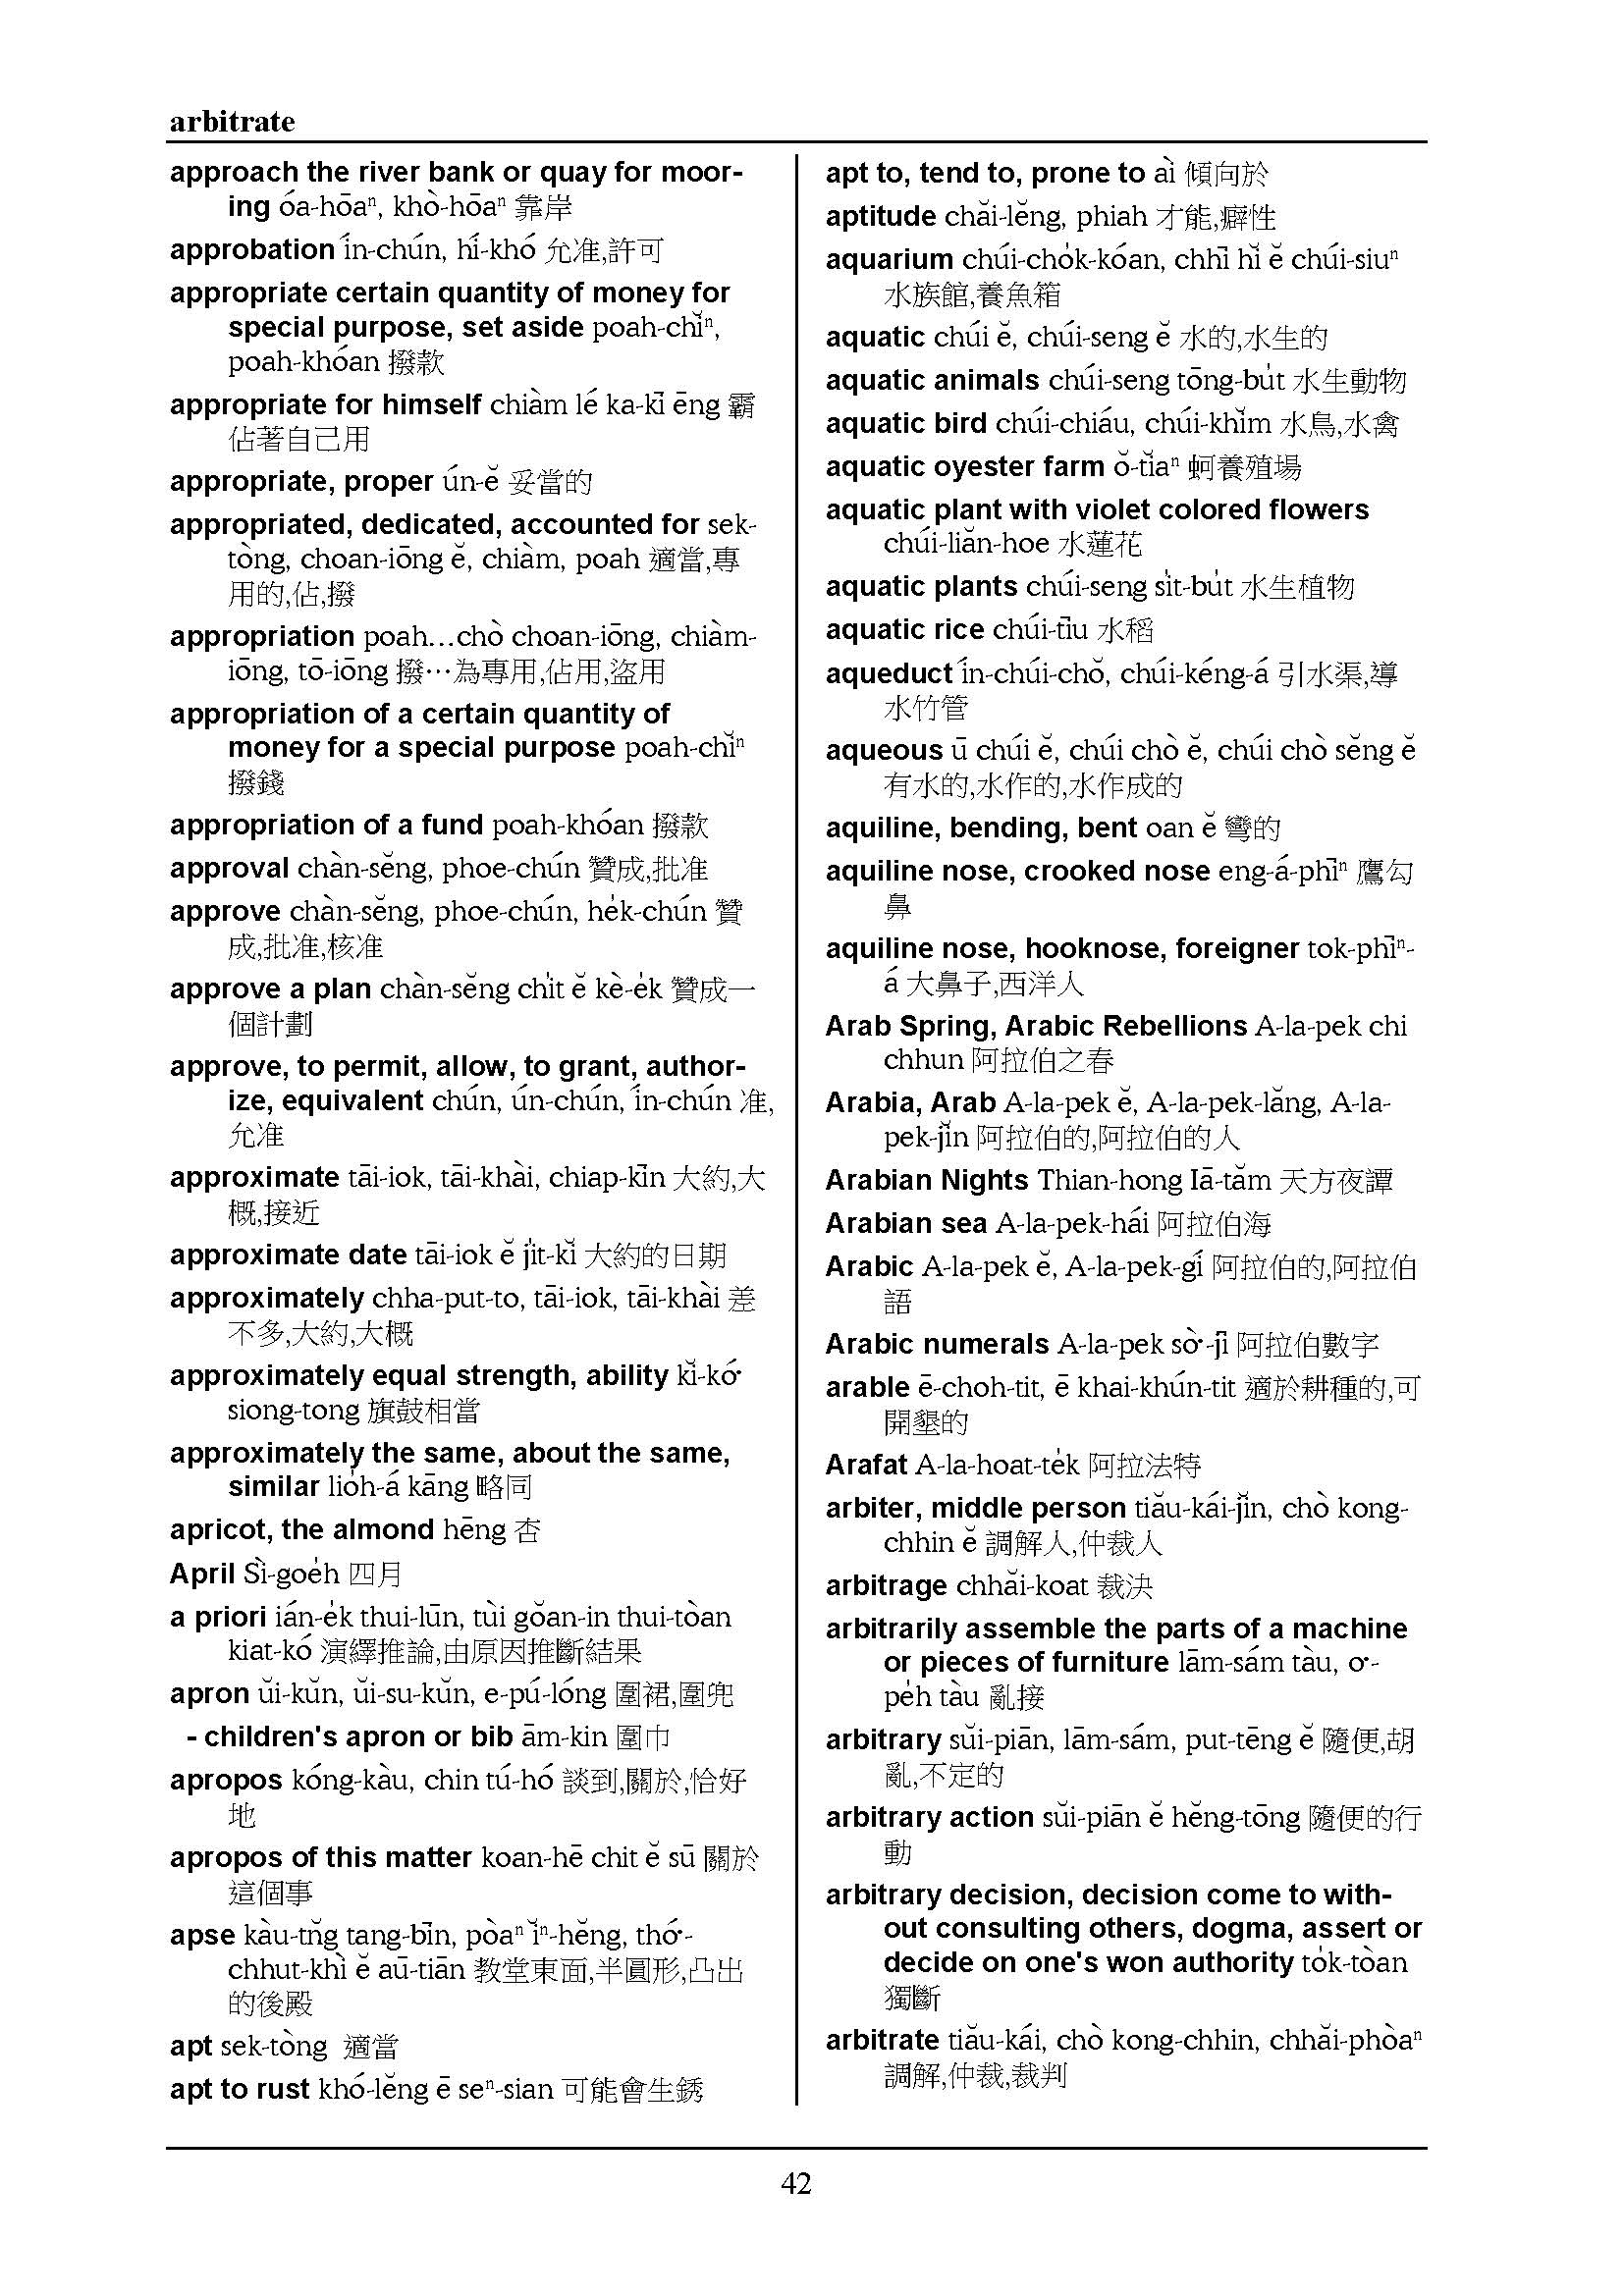 arbitrate
approach the river bank or quay for moor-
ing óa-hōaⁿ, khò-hōaⁿ 靠岸
approbation ín-chún, hí-khó 允准,許可
appropriate certain quantity of money for
special purpose, set aside poah-chĭⁿ,
poah-khóan 撥款
appropriate for himself chiàm lé ka-kī ēng 霸
佔著自己用
appropriate, proper ún-ĕ 妥當的
appropriated, dedicated, accounted for sek-
tòng, choan-iōng ĕ, chiàm, poah 適當,專
用的,佔,撥
appropriation poah…chò choan-iōng, chiàm-
iōng, tō-iōng 撥…為專用,佔用,盜用
appropriation of a certain quantity of
money for a special purpose poah-chĭⁿ
撥錢
appropriation of a fund poah-khóan 撥款
approval chàn-sĕng, phoe-chún 贊成,批准
approve chàn-sĕng, phoe-chún, he̍k-chún 贊
成,批准,核准
approve a plan chàn-sĕng chi̍t ĕ kè-e̍k 贊成一
個計劃
approve, to permit, allow, to grant, author-
ize, equivalent chún, ún-chún, ín-chún 准,
允准
approximate tāi-iok, tāi-khài, chiap-kīn 大約,大
概,接近
approximate date tāi-iok ĕ ji̍t-kĭ 大約的日期
approximately chha-put-to, tāi-iok, tāi-khài 差
不多,大約,大概
approximately equal strength, ability kĭ-kó͘
siong-tong 旗鼓相當
approximately the same, about the same,
similar lio̍h-á kāng 略同
apricot, the almond hēng 杏
April Sì-goe̍h 四月
a priori ián-e̍k thui-lūn, tùi gŏan-in thui-tòan
kiat-kó 演繹推論,由原因推斷結果
apron ŭi-kŭn, ŭi-su-kŭn, e-pú-lóng 圍裙,圍兜
- children's apron or bib ām-kin 圍巾
apropos kóng-kàu, chin tú-hó 談到,關於,恰好
地
apropos of this matter koan-hē chit ĕ sū 關於
這個事
apse kàu-tn̆g tang-bīn, pòaⁿ ĭⁿ-hĕng, thó͘-
chhut-khì ĕ aū-tiān 教堂東面,半圓形,凸出
的後殿
apt sek-tòng 適當
apt to rust khó-lĕng ē seⁿ-sian 可能會生銹
apt to, tend to, prone to aì 傾向於
aptitude chăi-lĕng, phiah 才能,癖性
aquarium chúi-cho̍k-kóan, chhī hĭ ĕ chúi-siuⁿ
水族館,養魚箱
aquatic chúi ĕ, chúi-seng ĕ 水的,水生的
aquatic animals chúi-seng tōng-bu̍t 水生動物
aquatic bird chúi-chiáu, chúi-khĭm 水鳥,水禽
aquatic oyester farm ŏ-tĭaⁿ 蚵養殖場
aquatic plant with violet colored flowers
chúi-liăn-hoe 水蓮花
aquatic plants chúi-seng si̍t-bu̍t 水生植物
aquatic rice chúi-tīu 水稻
aqueduct ín-chúi-chŏ, chúi-kéng-á 引水渠,導
水竹管
aqueous ū chúi ĕ, chúi chò ĕ, chúi chò sĕng ĕ
有水的,水作的,水作成的
aquiline, bending, bent oan ĕ 彎的
aquiline nose, crooked nose eng-á-phīⁿ 鷹勾
鼻
aquiline nose, hooknose, foreigner tok-phīⁿ-
á 大鼻子,西洋人
Arab Spring, Arabic Rebellions A-la-pek chi
chhun 阿拉伯之春
Arabia, Arab A-la-pek ĕ, A-la-pek-lăng, A-la-
pek-jĭn 阿拉伯的,阿拉伯的人
Arabian Nights Thian-hong Iā-tăm 天方夜譚
Arabian sea A-la-pek-hái 阿拉伯海
Arabic A-la-pek ĕ, A-la-pek-gí 阿拉伯的,阿拉伯
語
Arabic numerals A-la-pek sò͘-jī 阿拉伯數字
arable ē-choh-tit, ē khai-khún-tit 適於耕種的,可
開墾的
Arafat A-la-hoat-te̍k 阿拉法特
arbiter, middle person tiău-kái-jĭn, chò kong-
chhin ĕ 調解人,仲裁人
arbitrage chhăi-koat 裁決
arbitrarily assemble the parts of a machine
or pieces of furniture lām-sám tàu, o͘-
pe̍h tàu 亂接
arbitrary sŭi-piān, lām-sám, put-tēng ĕ 隨便,胡
亂,不定的
arbitrary action sŭi-piān ĕ hĕng-tōng 隨便的行
動
arbitrary decision, decision come to with-
out consulting others, dogma, assert or
decide on one's won authority to̍k-tòan
獨斷
arbitrate tiău-kái, chò kong-chhin, chhăi-phòaⁿ
調解,仲裁,裁判
42